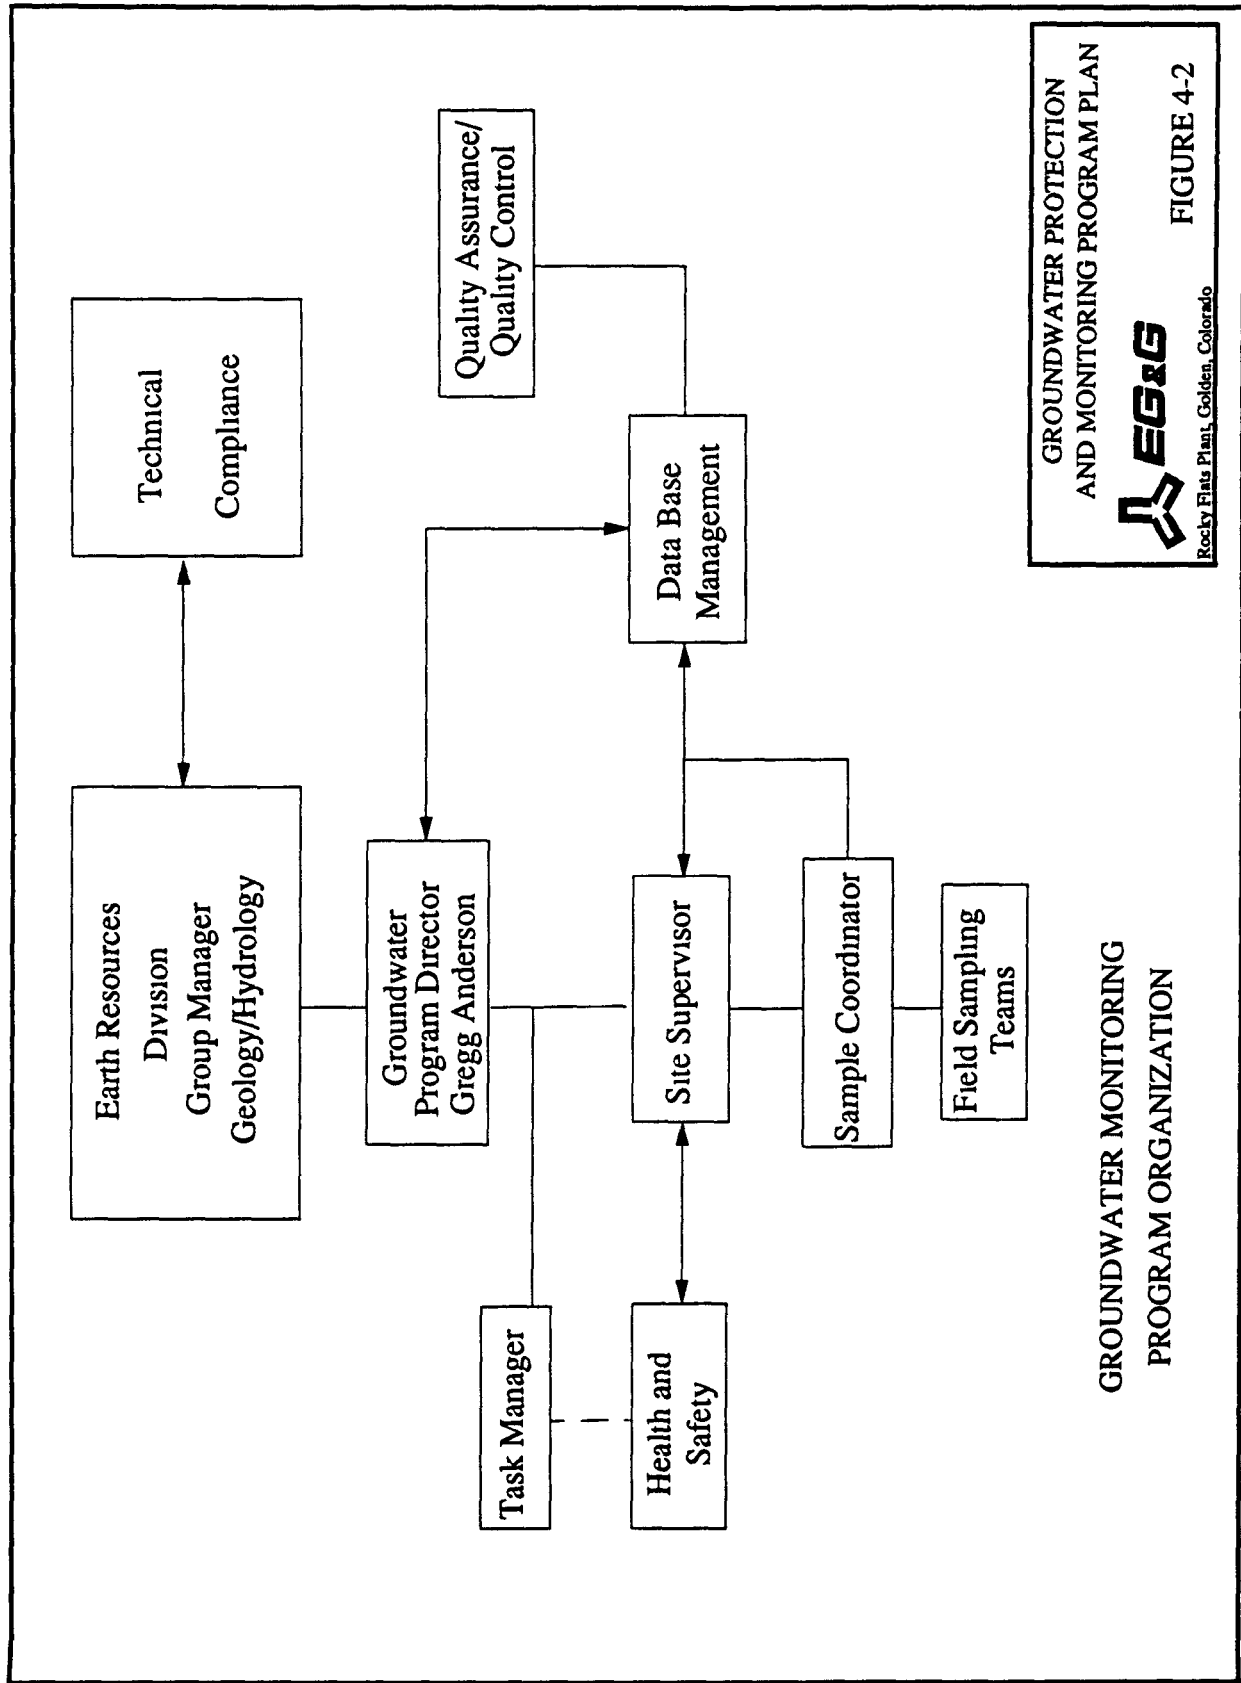 Earth Resources
Division
Group Manager
Geology/Hydrology
Technical
Compliance
Groundwater
Program Director
Gregg Anderson
Task Manager
Quality Assurance/
Quality Control
Health and
Safety
Site Supervisor
Data Base
Management
Sample Coordinator
Field Sampling
Teams
GROUNDWATER MONITORING
PROGRAM ORGANIZATION
GROUNDWATER PROTECTION
AND MONITORING PROGRAM PLAN
EG&G
FIGURE 4-2
Rocky Flats Plant, Golden, Colorado